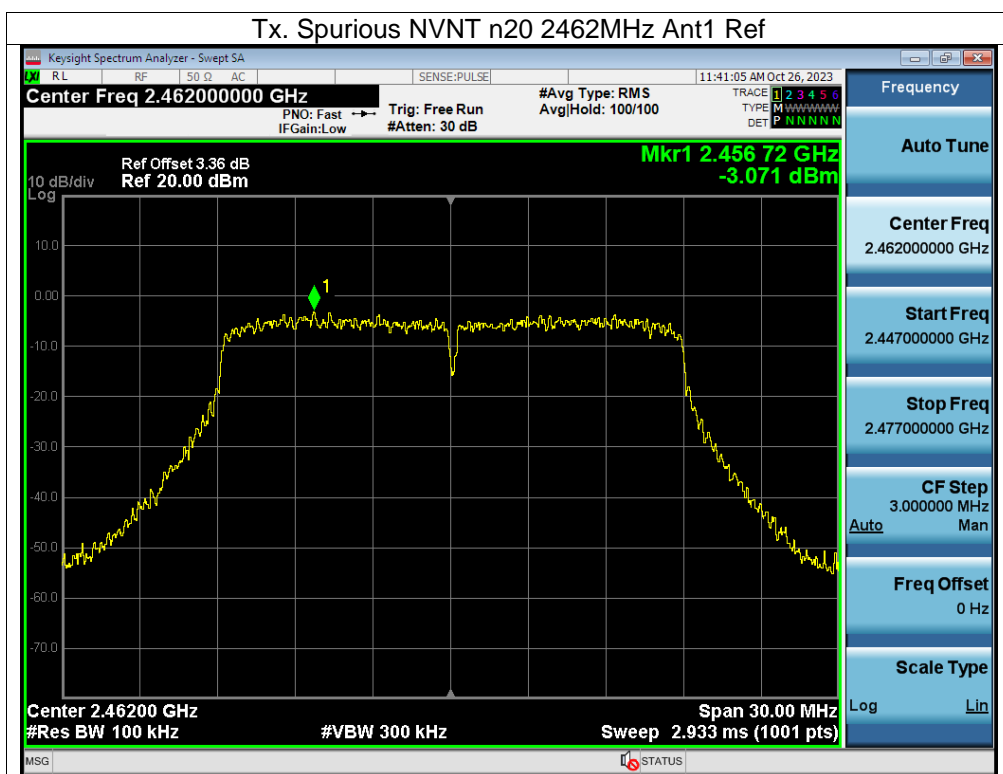 Tx. Spurious NVNT n20 2462MHz Ant1 Ref
Keysight Spectrum Analyzer - Swept SA
LXI RL RF 50 Ω AC SENSE:PULSE 11:41:05 AM Oct 26, 2023
Center Freq 2.462000000 GHz #Avg Type: RMS TRACE 1 2 3 4 5 6
PNO: Fast Trig: Free Run Avg|Hold: 100/100 TYPE M WWWWW
IFGain:Low #Atten: 30 dB DET P N N N N N
Mkr1 2.456 72 GHz
-3.071 dBm
Ref Offset 3.36 dB
10 dB/div Ref 20.00 dBm
Log
10.0
1
0.00
-10.0
-20.0
-30.0
-40.0
-50.0
-60.0
-70.0
Center 2.46200 GHz Span 30.00 MHz
#Res BW 100 kHz #VBW 300 kHz Sweep 2.933 ms (1001 pts)
MSG STATUS
Frequency
Auto Tune
Center Freq
2.462000000 GHz
Start Freq
2.447000000 GHz
Stop Freq
2.477000000 GHz
CF Step
3.000000 MHz
Auto Man
Freq Offset
0 Hz
Scale Type
Log Lin